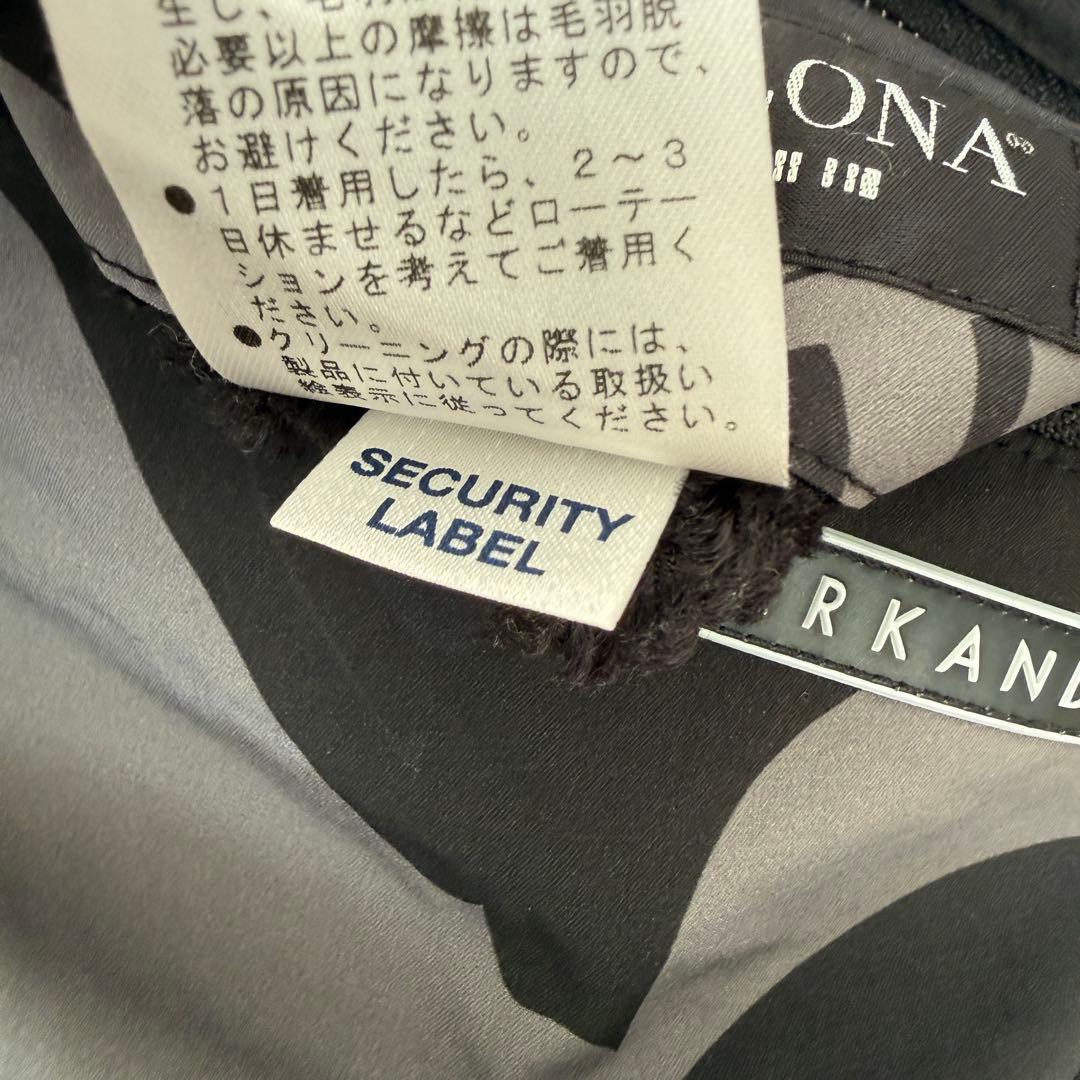 必要以上の摩擦は毛羽脱
落の原因になりますので、
お避けください。
●1日着用したら、2～3
日休ませるなどローテー
ションを考えてご着用く
ださい。
●クリーニングの際には、
製品に付いている取扱い
絵表示に従ってください。
SECURITY
LABEL
ONA®
RKAND